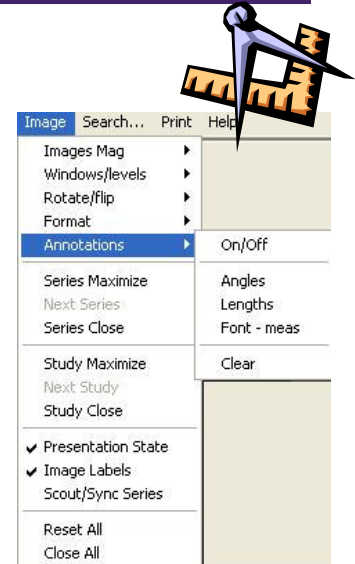 Image Search... Print Help
Images Mag
Windows/levels
Rotate/flip
Format
Annotations
On/Off
Angles
Lengths
Font - meas
Clear
Series Maximize
Next Series
Series Close
Study Maximize
Next Study
Study Close
Presentation State
Image Labels
Scout/Sync Series
Reset All
Close All